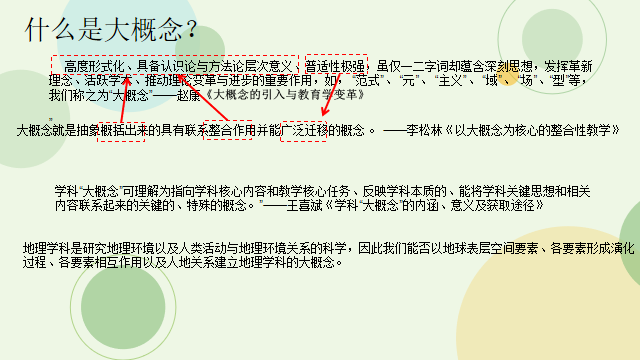 什么是大概念？
高度形式化、具备认识论与方法论层次意义、普适性极强；虽仅一二字词却蕴含深刻思想，发挥革新
理念、活跃学术、推动理论变革与进步的重要作用，如，“范式”、“元”、“主义”、“域”、“场”、“型”等，
我们称之为“大概念”——赵康《大概念的引入与教育学变革》
”
大概念就是抽象概括出来的具有联系整合作用并能广泛迁移的概念 。 ——李松林《以大概念为核心的整合性教学》
学科“大概念”可理解为指向学科核心内容和教学核心任务、反映学科本质的、能将学科关键思想和相关
内容联系起来的关键的、特殊的概念。”——王喜斌《学科“大概念”的内涵、意义及获取途径》
地理学科是研究地理环境以及人类活动与地理环境关系的科学，因此我们能否以地球表层空间要素、各要素形成演化
过程、各要素相互作用以及人地关系建立地理学科的大概念。